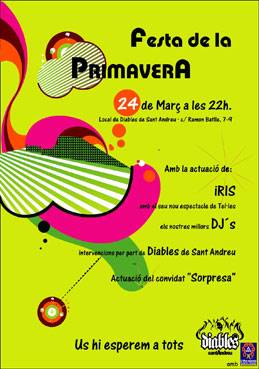 Festa de la
PRIMAVERA
24 de Març a les 22h.
Local de Diables de Sant Andreu - c/ Ramon Batlle, 7-9
Amb la actuació de:
iRIS
amb el seu nou espectacle de Tel·les
els nostres millors DJ´s
intervencions per part de Diables de Sant Andreu
Actuació del convidat "Sorpresa"
Us hi esperem a tots
diables
santAndreu
amb